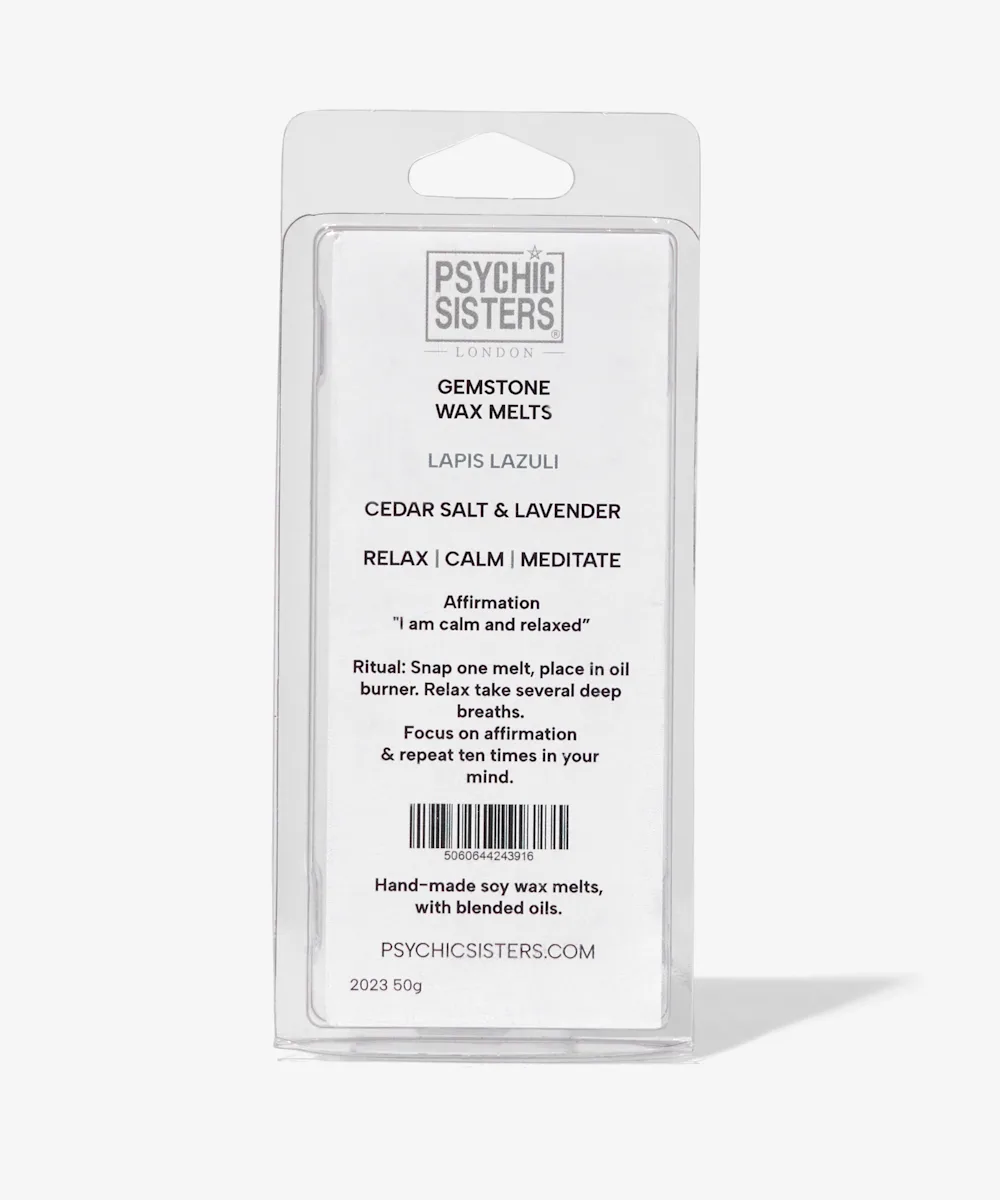 PSYCHIC
SISTERS®
LONDON
GEMSTONE
WAX MELTS
LAPIS LAZULI
CEDAR SALT & LAVENDER
RELAX | CALM | MEDITATE
Affirmation
"I am calm and relaxed”
Ritual: Snap one melt, place in oil
burner. Relax take several deep
breaths.
Focus on affirmation
& repeat ten times in your
mind.
5060644243916
Hand-made soy wax melts,
with blended oils.
PSYCHICSISTERS.COM
2023 50g